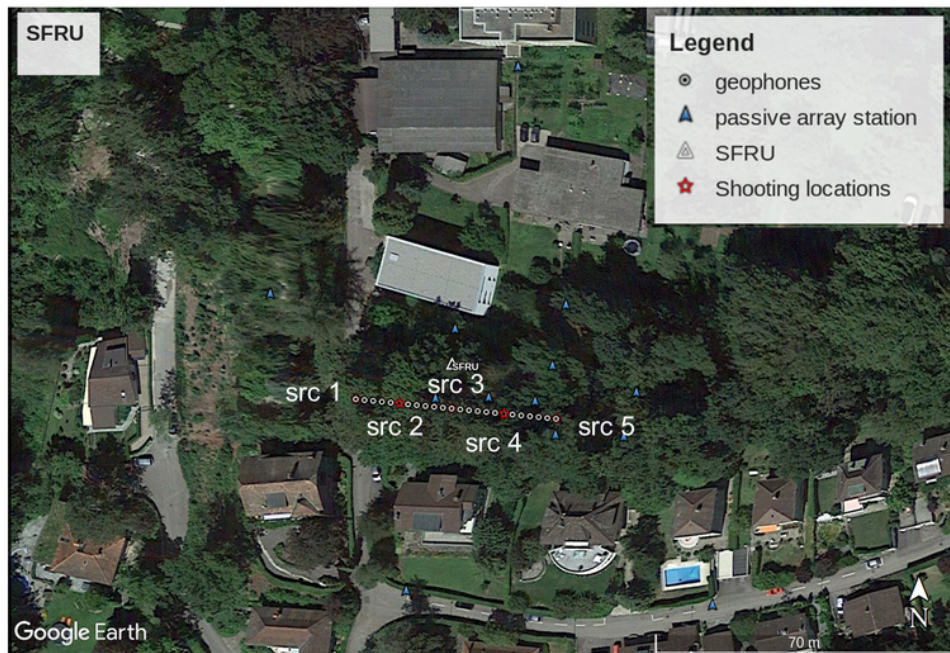 SFRU
Legend
geophones
passive array station
SFRU
Shooting locations
SFRU
src 1
src 3
src 2
src 4
src 5
N
Google Earth
70 m